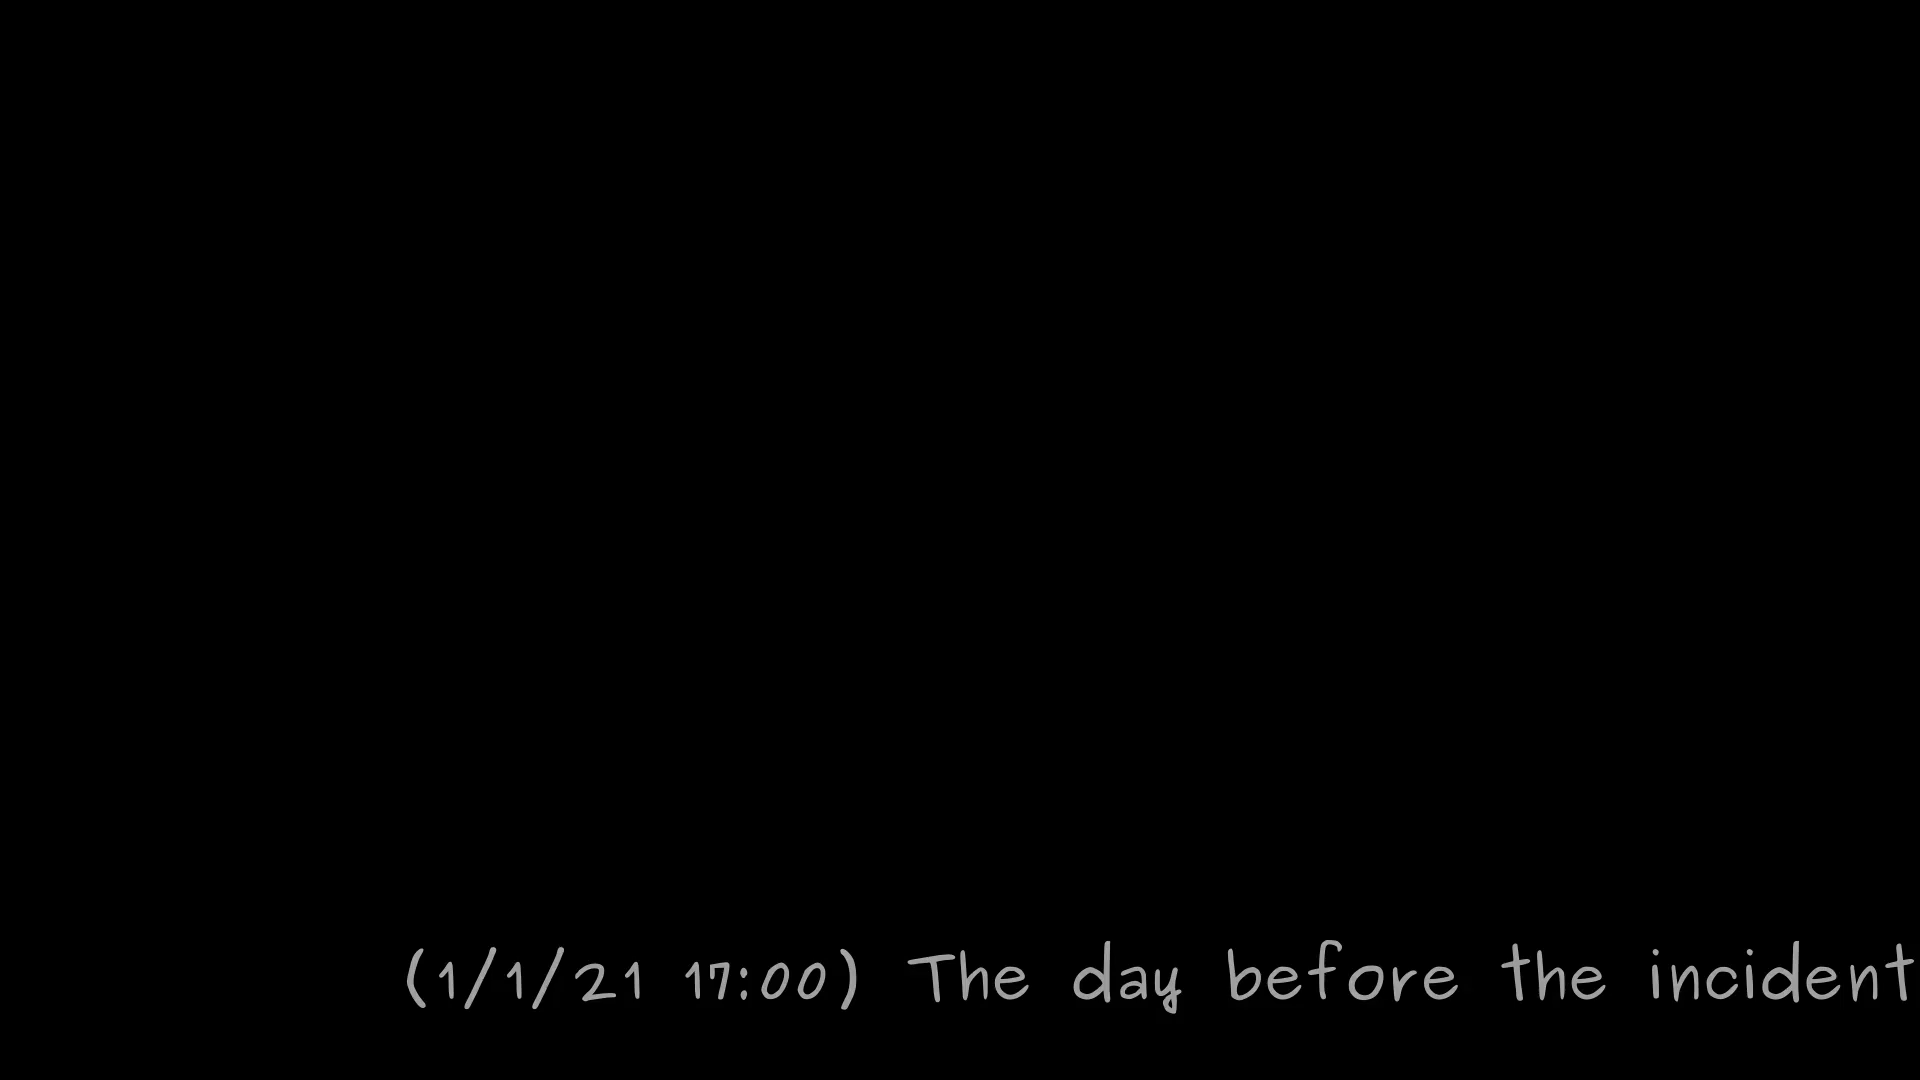 (1/1/21 17:00) The day before the incident